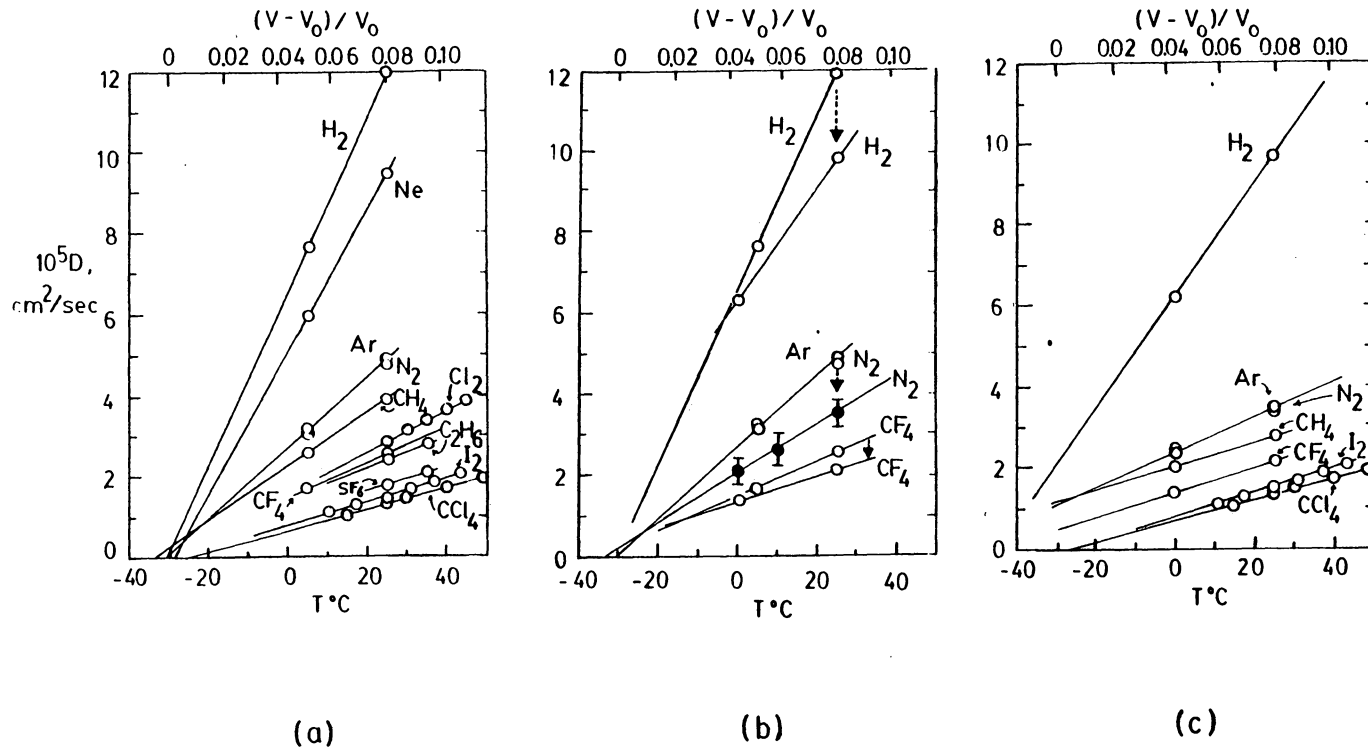 (V - V₀) / V₀
0 0.02 0.04 0.06 0.08 0.10
12
10
8
6
4
2
0
10⁵D,
cm²/sec
H₂
Ne
Ar
N₂
CH₄
Cl₂
C₂H₆
I₂
SF₆
CF₄
CCl₄
-40 -20 0 20 40
T°C
(a)
(V - V₀) / V₀
0 0.02 0.04 0.06 0.08 0.10
12
10
8
6
4
2
0
H₂
H₂
Ar
N₂
N₂
CF₄
CF₄
-40 -20 0 20 40
T°C
(b)
(V - V₀) / V₀
0 0.02 0.04 0.06 0.08 0.10
12
10
8
6
4
2
0
H₂
Ar
N₂
CH₄
CF₄
I₂
CCl₄
-40 -20 0 20 40
T°C
(c)